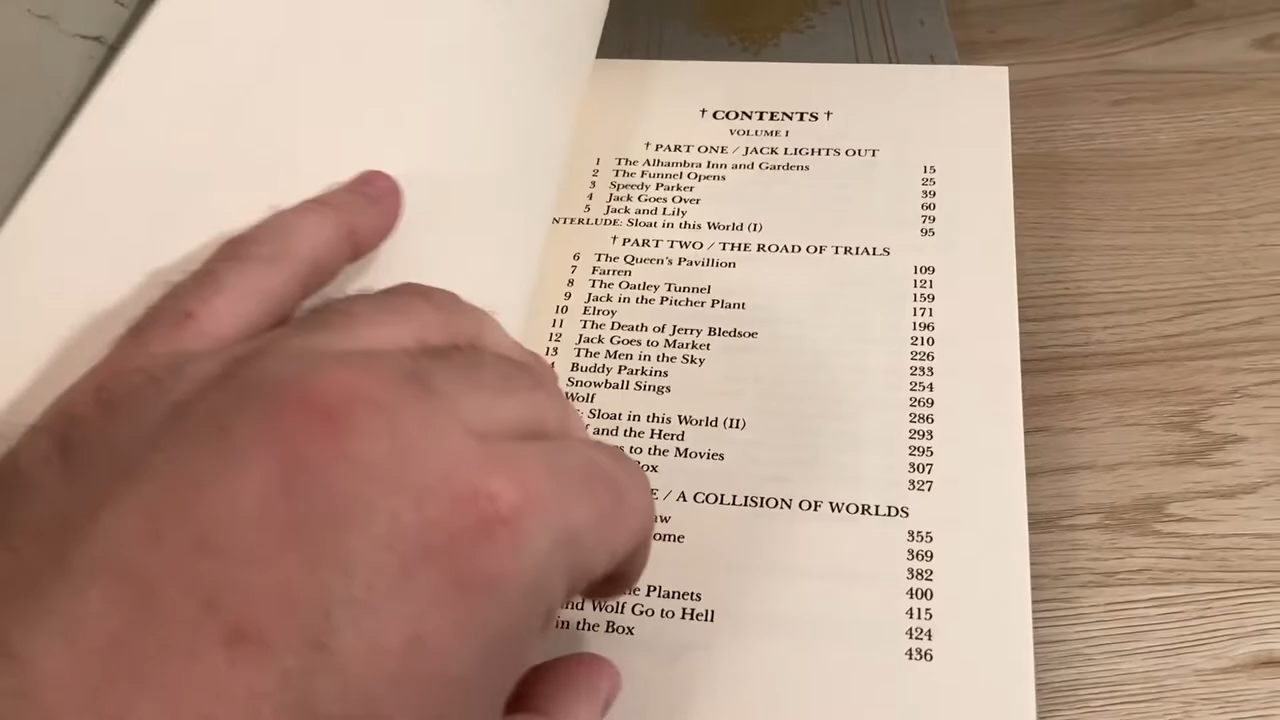 † CONTENTS †
VOLUME I
† PART ONE / JACK LIGHTS OUT
1 The Alhambra Inn and Gardens 15
2 The Funnel Opens 25
3 Speedy Parker 39
4 Jack Goes Over 60
5 Jack and Lily 79
NTERLUDE: Sloat in this World (I) 95
† PART TWO / THE ROAD OF TRIALS
6 The Queen's Pavillion 109
7 Farren 121
8 The Oatley Tunnel 159
9 Jack in the Pitcher Plant 171
10 Elroy 196
11 The Death of Jerry Bledsoe 210
12 Jack Goes to Market 226
13 The Men in the Sky 233
Buddy Parkins 254
Snowball Sings 269
Wolf 286
Sloat in this World (II) 293
and the Herd 295
to the Movies 307
Box 327
/ A COLLISION OF WORLDS
355
369
382
400
Planets 415
and Wolf Go to Hell 424
in the Box 436